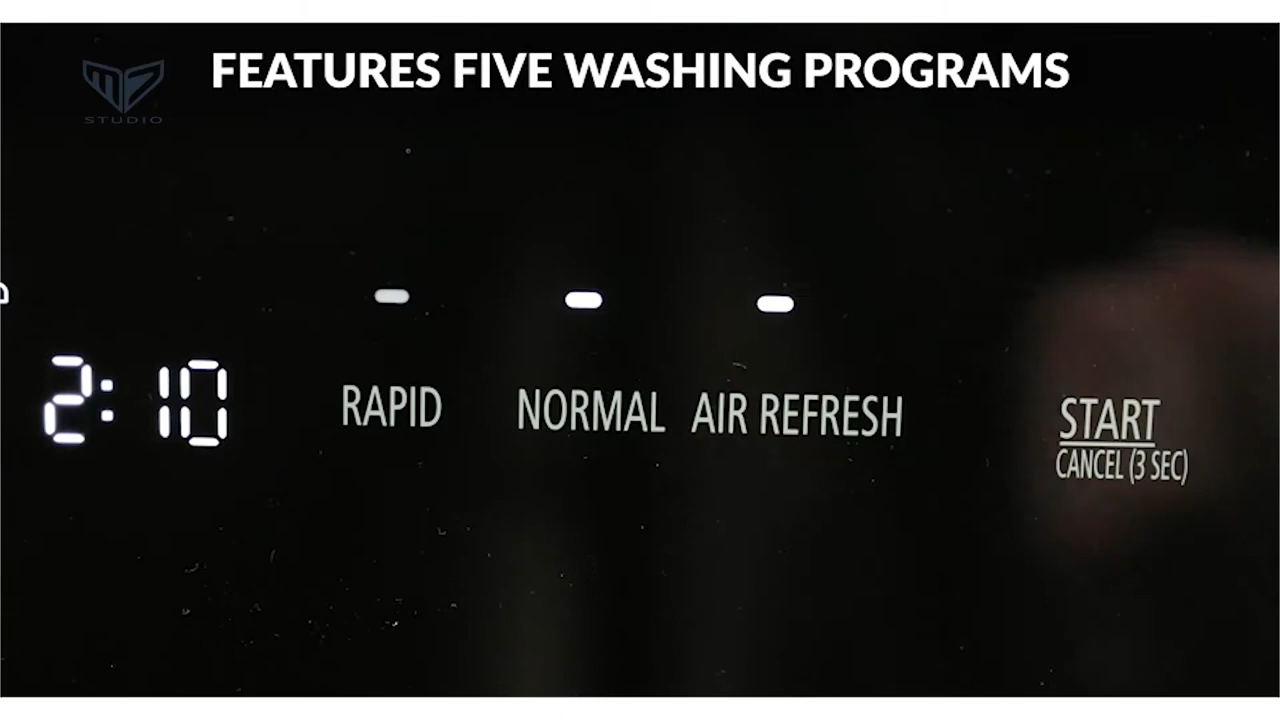 FEATURES FIVE WASHING PROGRAMS
STUDIO
2:10
RAPID
NORMAL
AIR REFRESH
START
CANCEL (3 SEC)